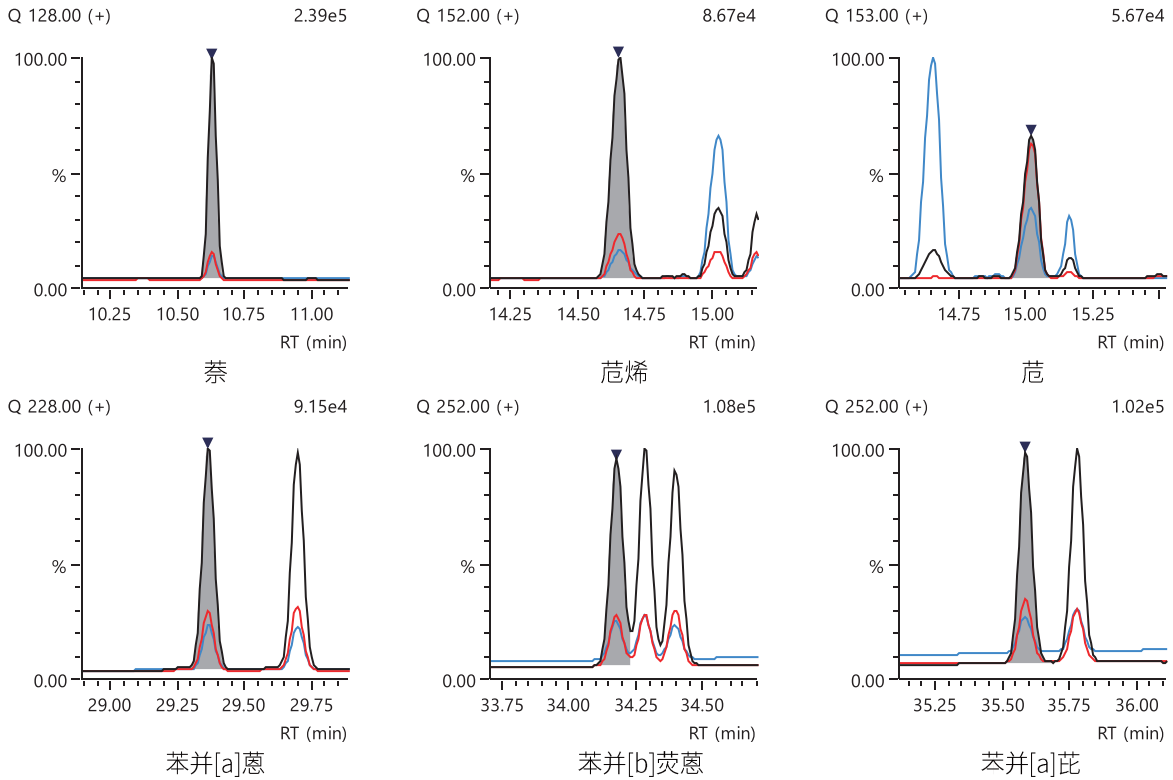 Q 128.00 (+) 2.39e5
100.00
%
0.00
10.25 10.50 10.75 11.00
RT (min)
萘
Q 152.00 (+) 8.67e4
100.00
%
0.00
14.25 14.50 14.75 15.00
RT (min)
苊烯
Q 153.00 (+) 5.67e4
100.00
%
0.00
14.75 15.00 15.25
RT (min)
苊
Q 228.00 (+) 9.15e4
100.00
%
0.00
29.00 29.25 29.50 29.75
RT (min)
苯并[a]蒽
Q 252.00 (+) 1.08e5
100.00
%
0.00
33.75 34.00 34.25 34.50
RT (min)
苯并[b]荧蒽
Q 252.00 (+) 1.02e5
100.00
%
0.00
35.25 35.50 35.75 36.00
RT (min)
苯并[a]芘